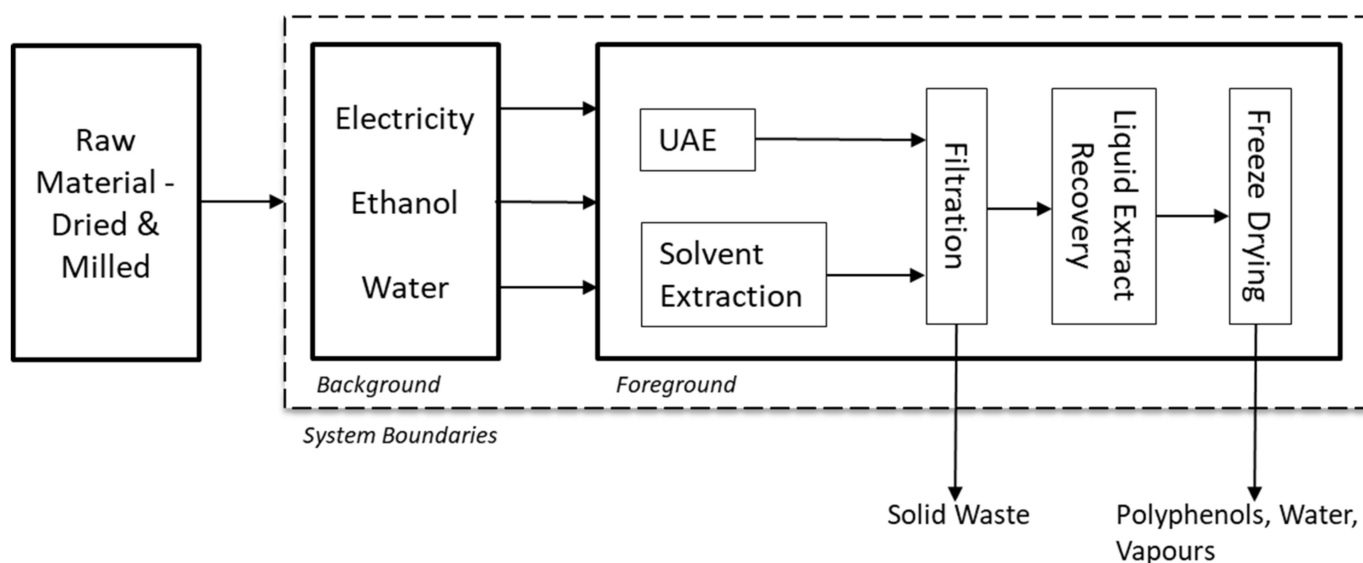 Raw
Material -
Dried &
Milled
Electricity
Ethanol
Water
Background
UAE
Solvent
Extraction
Filtration
Liquid Extract
Recovery
Freeze Drying
Foreground
System Boundaries
Solid Waste
Polyphenols, Water,
Vapours